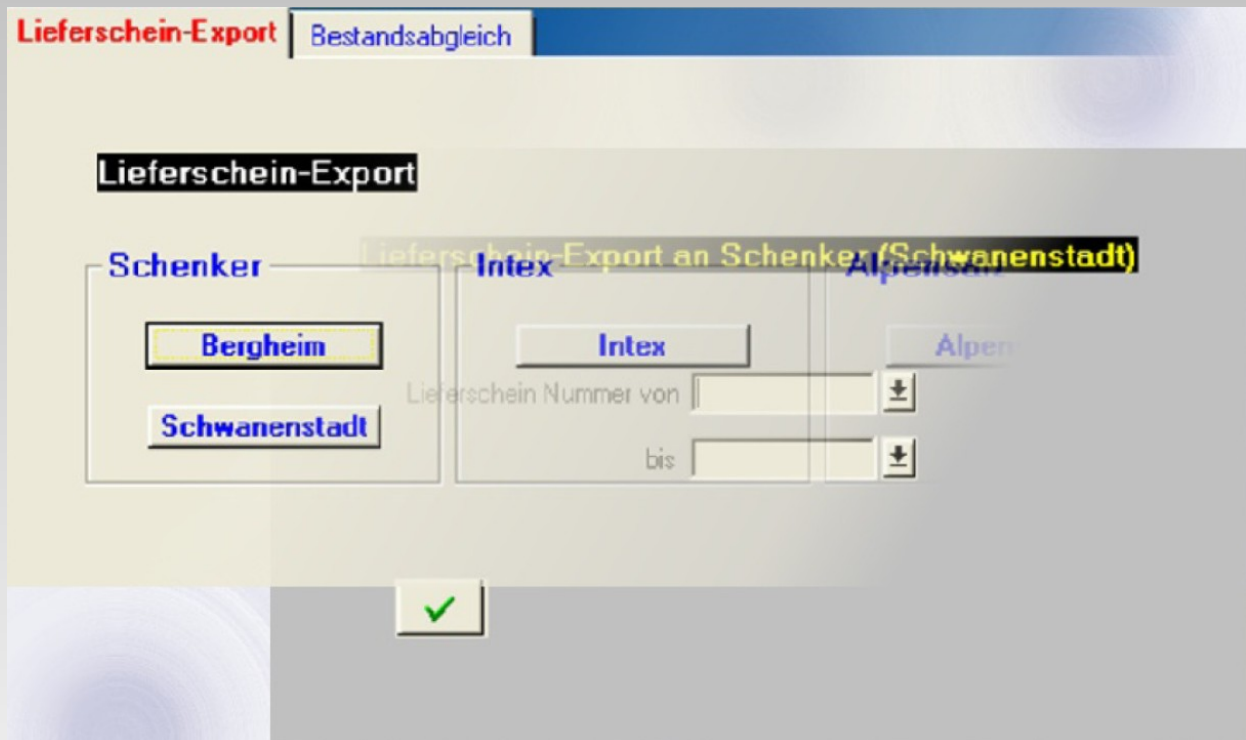 Lieferschein-Export
Bestandsabgleich
Lieferschein-Export
Lieferschein-Export an Schenker (Schwanenstadt)
Schenker
Intex
Bergheim
Intex
Lieferschein Nummer von
Schwanenstadt
bis